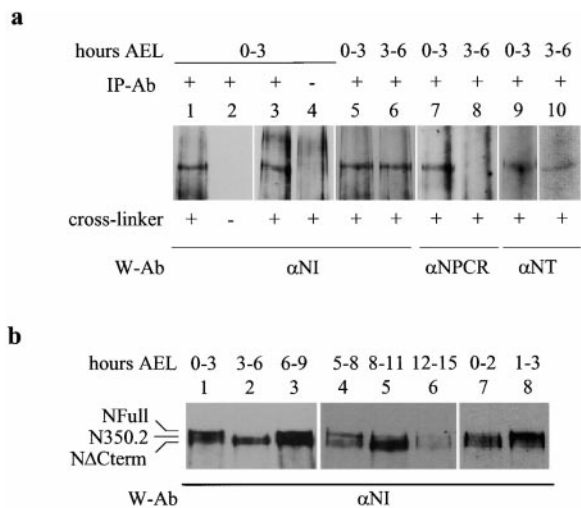 a
hours AEL 0-3 0-3 3-6 0-3 3-6 0-3 3-6
IP-Ab + + + - + + + + + +
1 2 3 4 5 6 7 8 9 10
cross-linker + - + + + + + + + +
W-Ab αNI αNPCR αNT
b
hours AEL 0-3 3-6 6-9 5-8 8-11 12-15 0-2 1-3
1 2 3 4 5 6 7 8
NFull
N350.2
NΔCterm
W-Ab αNI